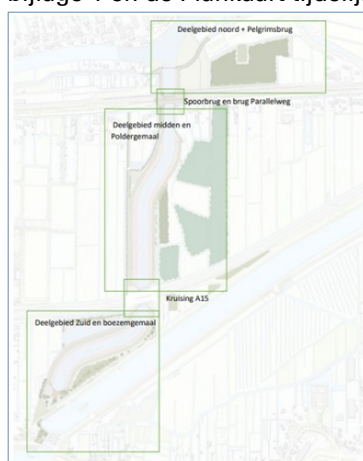 Deelgebied noord + Pelgrimsbrug
Spoorbrug en brug Parallelweg
Deelgebied midden en
Poldergemaal
Kruising A15
Deelgebied Zuid en boezemgemaal